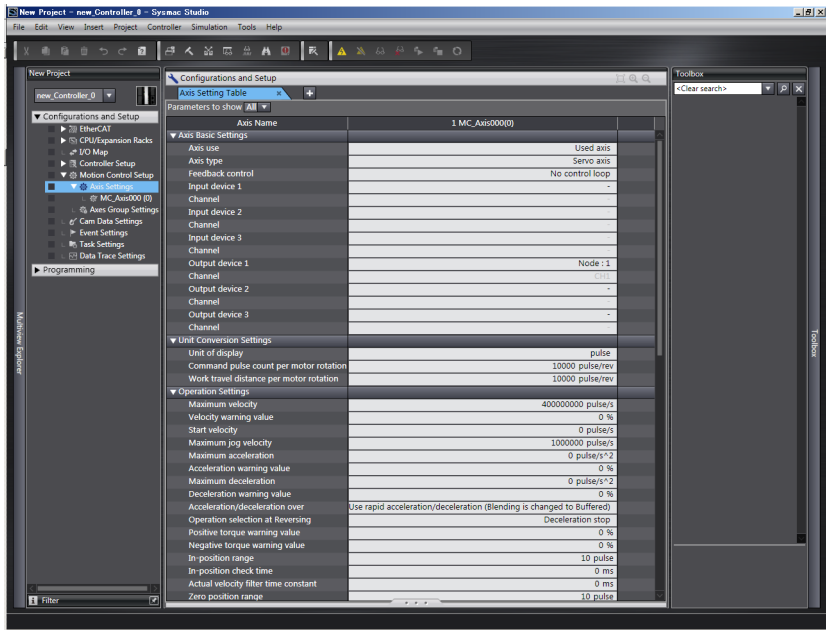 New Project - new_Controller_0 - Sysmac Studio
File Edit View Insert Project Controller Simulation Tools Help
New Project
new_Controller_0
Configurations and Setup
EtherCAT
CPU/Expansion Racks
I/O Map
Controller Setup
Motion Control Setup
Axis Settings
MC_Axis000 (0)
Axes Group Settings
Cam Data Settings
Event Settings
Task Settings
Data Trace Settings
Programming
Filter
Multiview Explorer
Configurations and Setup
Axis Setting Table
Parameters to show All
Axis Name 1 MC_Axis000(0)
Axis Basic Settings
Axis use Used axis
Axis type Servo axis
Feedback control No control loop
Input device 1 -
Channel -
Input device 2 -
Channel -
Input device 3 -
Channel -
Output device 1 Node : 1
Channel CH1
Output device 2 -
Channel -
Output device 3 -
Channel -
Unit Conversion Settings
Unit of display pulse
Command pulse count per motor rotation 10000 pulse/rev
Work travel distance per motor rotation 10000 pulse/rev
Operation Settings
Maximum velocity 400000000 pulse/s
Velocity warning value 0 %
Start velocity 0 pulse/s
Maximum jog velocity 1000000 pulse/s
Maximum acceleration 0 pulse/s^2
Acceleration warning value 0 %
Maximum deceleration 0 pulse/s^2
Deceleration warning value 0 %
Acceleration/deceleration over Use rapid acceleration/deceleration (Blending is changed to Buffered)
Operation selection at Reversing Deceleration stop
Positive torque warning value 0 %
Negative torque warning value 0 %
In-position range 10 pulse
In-position check time 0 ms
Actual velocity filter time constant 0 ms
Zero position range 10 pulse
Toolbox
<Clear search>
Toolbox